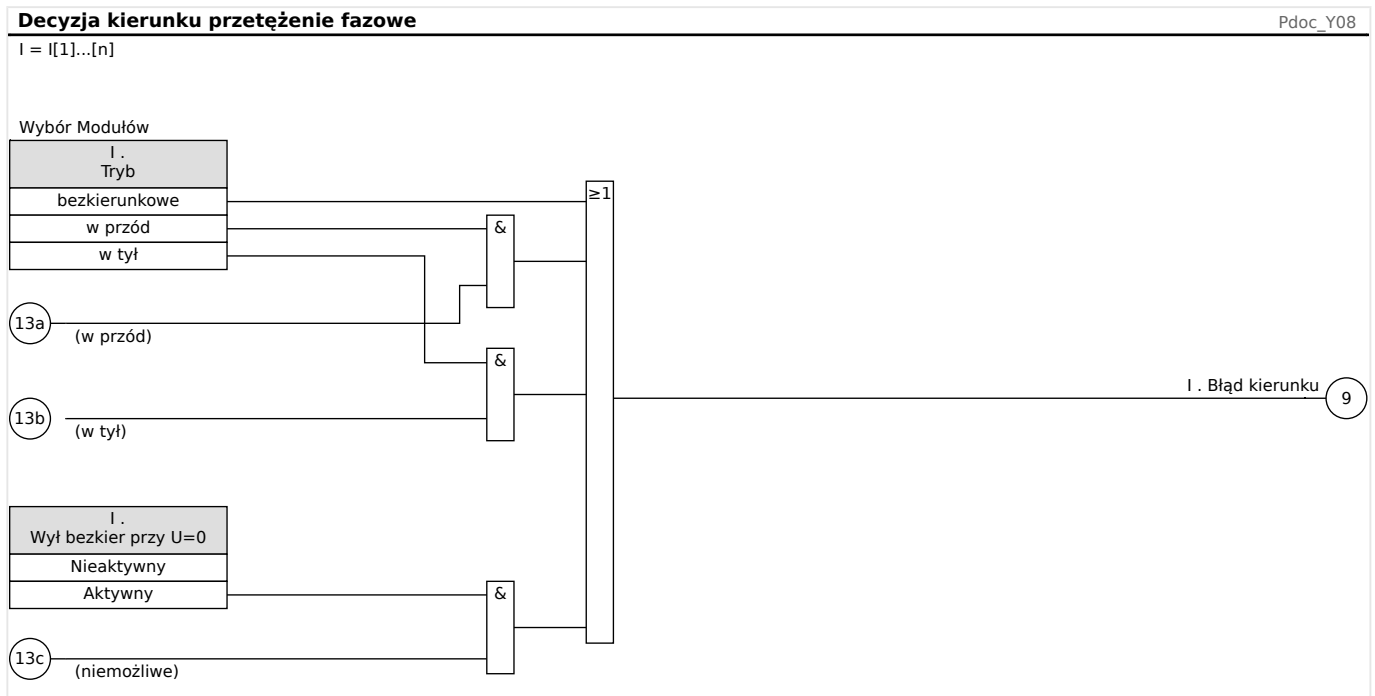 Decyzja kierunku przetężenie fazowe
Pdoc_Y08
I = I[1]...[n]
Wybór Modułów
I .
Tryb
bezkierunkowe
w przód
w tył
≥1
&
13a
(w przód)
&
13b
(w tył)
I . Błąd kierunku
9
I .
Wył bezkier przy U=0
Nieaktywny
Aktywny
&
13c
(niemożliwe)